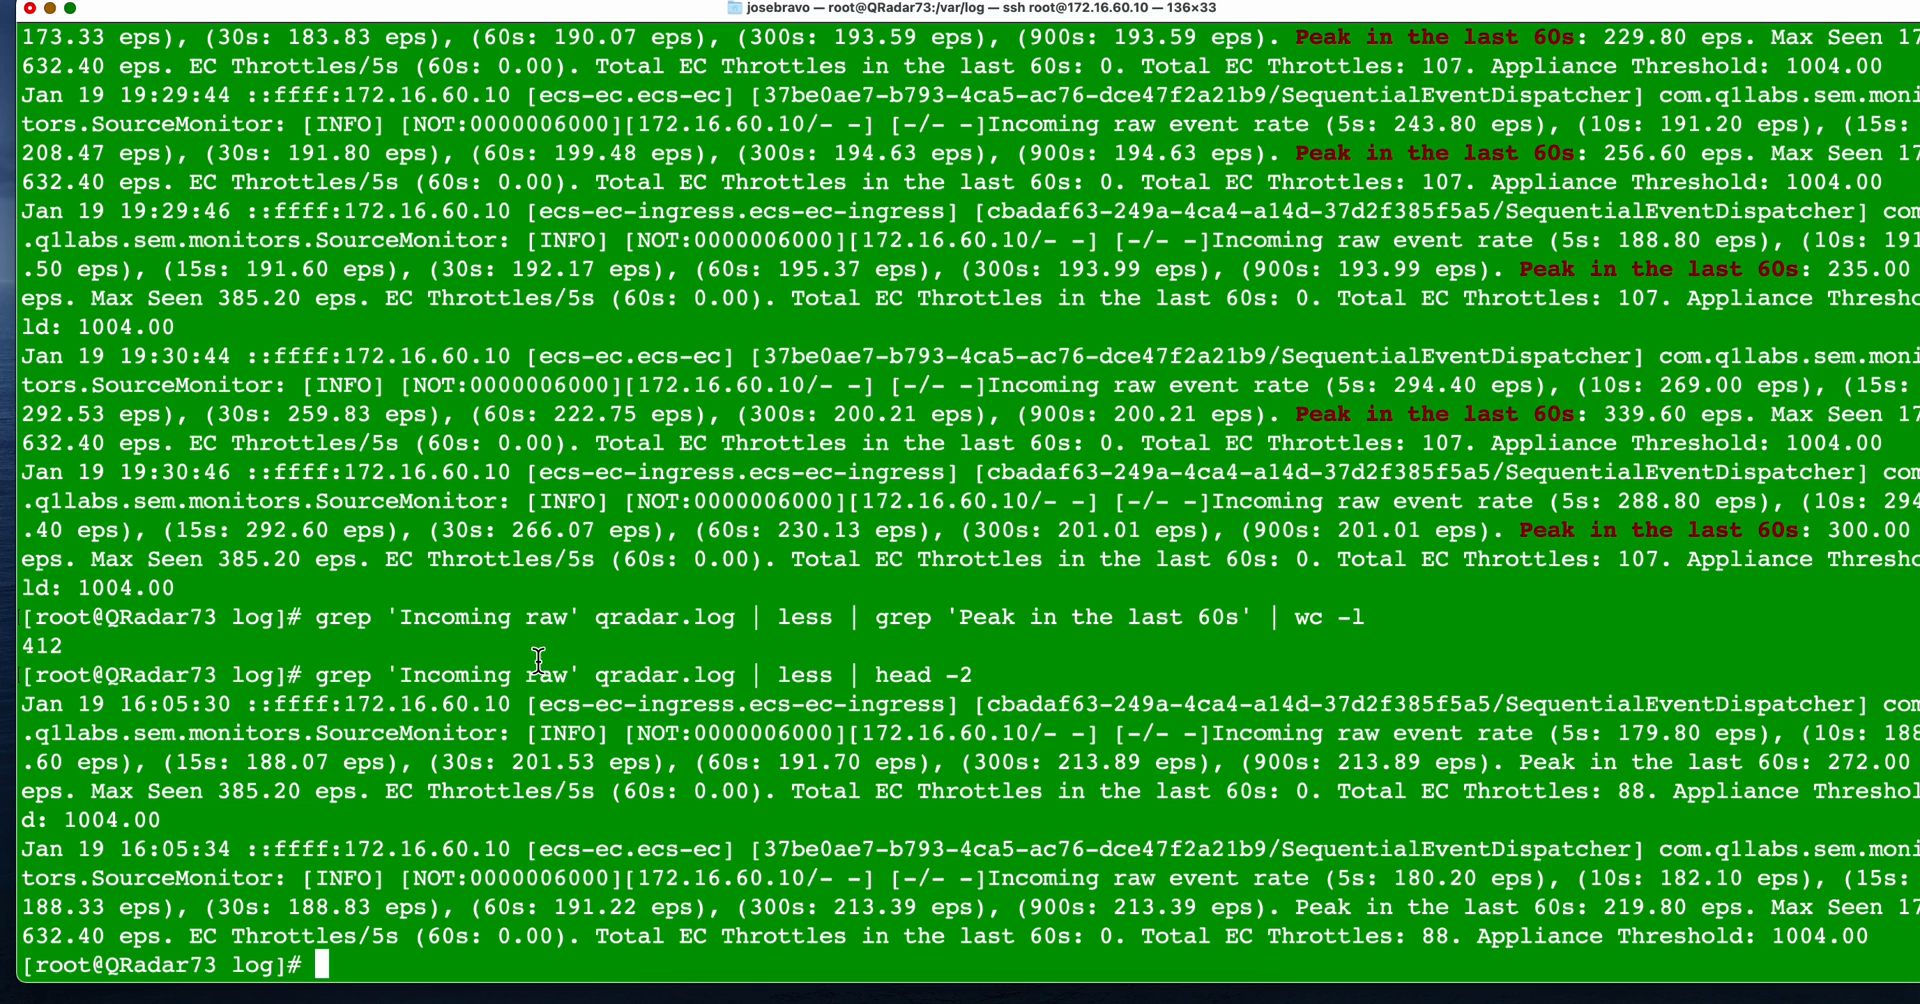 josebravo — root@QRadar73:/var/log — ssh root@172.16.60.10 — 136×33
173.33 eps), (30s: 183.83 eps), (60s: 190.07 eps), (300s: 193.59 eps), (900s: 193.59 eps). Peak in the last 60s: 229.80 eps. Max Seen 17
632.40 eps. EC Throttles/5s (60s: 0.00). Total EC Throttles in the last 60s: 0. Total EC Throttles: 107. Appliance Threshold: 1004.00
Jan 19 19:29:44 ::ffff:172.16.60.10 [ecs-ec.ecs-ec] [37be0ae7-b793-4ca5-ac76-dce47f2a21b9/SequentialEventDispatcher] com.q1labs.sem.moni
tors.SourceMonitor: [INFO] [NOT:0000006000][172.16.60.10/- -] [-/- -]Incoming raw event rate (5s: 243.80 eps), (10s: 191.20 eps), (15s:
208.47 eps), (30s: 191.80 eps), (60s: 199.48 eps), (300s: 194.63 eps), (900s: 194.63 eps). Peak in the last 60s: 256.60 eps. Max Seen 17
632.40 eps. EC Throttles/5s (60s: 0.00). Total EC Throttles in the last 60s: 0. Total EC Throttles: 107. Appliance Threshold: 1004.00
Jan 19 19:29:46 ::ffff:172.16.60.10 [ecs-ec-ingress.ecs-ec-ingress] [cbadaf63-249a-4ca4-a14d-37d2f385f5a5/SequentialEventDispatcher] com
.q1labs.sem.monitors.SourceMonitor: [INFO] [NOT:0000006000][172.16.60.10/- -] [-/- -]Incoming raw event rate (5s: 188.80 eps), (10s: 191
.50 eps), (15s: 191.60 eps), (30s: 192.17 eps), (60s: 195.37 eps), (300s: 193.99 eps), (900s: 193.99 eps). Peak in the last 60s: 235.00
eps. Max Seen 385.20 eps. EC Throttles/5s (60s: 0.00). Total EC Throttles in the last 60s: 0. Total EC Throttles: 107. Appliance Thresho
ld: 1004.00
Jan 19 19:30:44 ::ffff:172.16.60.10 [ecs-ec.ecs-ec] [37be0ae7-b793-4ca5-ac76-dce47f2a21b9/SequentialEventDispatcher] com.q1labs.sem.moni
tors.SourceMonitor: [INFO] [NOT:0000006000][172.16.60.10/- -] [-/- -]Incoming raw event rate (5s: 294.40 eps), (10s: 269.00 eps), (15s:
292.53 eps), (30s: 259.83 eps), (60s: 222.75 eps), (300s: 200.21 eps), (900s: 200.21 eps). Peak in the last 60s: 339.60 eps. Max Seen 17
632.40 eps. EC Throttles/5s (60s: 0.00). Total EC Throttles in the last 60s: 0. Total EC Throttles: 107. Appliance Threshold: 1004.00
Jan 19 19:30:46 ::ffff:172.16.60.10 [ecs-ec-ingress.ecs-ec-ingress] [cbadaf63-249a-4ca4-a14d-37d2f385f5a5/SequentialEventDispatcher] com
.q1labs.sem.monitors.SourceMonitor: [INFO] [NOT:0000006000][172.16.60.10/- -] [-/- -]Incoming raw event rate (5s: 288.80 eps), (10s: 294
.40 eps), (15s: 292.60 eps), (30s: 266.07 eps), (60s: 230.13 eps), (300s: 201.01 eps), (900s: 201.01 eps). Peak in the last 60s: 300.00
eps. Max Seen 385.20 eps. EC Throttles/5s (60s: 0.00). Total EC Throttles in the last 60s: 0. Total EC Throttles: 107. Appliance Thresho
ld: 1004.00
[root@QRadar73 log]# grep 'Incoming raw' qradar.log | less | grep 'Peak in the last 60s' | wc -l
412
[root@QRadar73 log]# grep 'Incoming raw' qradar.log | less | head -2
Jan 19 16:05:30 ::ffff:172.16.60.10 [ecs-ec-ingress.ecs-ec-ingress] [cbadaf63-249a-4ca4-a14d-37d2f385f5a5/SequentialEventDispatcher] com
.q1labs.sem.monitors.SourceMonitor: [INFO] [NOT:0000006000][172.16.60.10/- -] [-/- -]Incoming raw event rate (5s: 179.80 eps), (10s: 188
.60 eps), (15s: 188.07 eps), (30s: 201.53 eps), (60s: 191.70 eps), (300s: 213.89 eps), (900s: 213.89 eps). Peak in the last 60s: 272.00
eps. Max Seen 385.20 eps. EC Throttles/5s (60s: 0.00). Total EC Throttles in the last 60s: 0. Total EC Throttles: 88. Appliance Threshol
d: 1004.00
Jan 19 16:05:34 ::ffff:172.16.60.10 [ecs-ec.ecs-ec] [37be0ae7-b793-4ca5-ac76-dce47f2a21b9/SequentialEventDispatcher] com.q1labs.sem.moni
tors.SourceMonitor: [INFO] [NOT:0000006000][172.16.60.10/- -] [-/- -]Incoming raw event rate (5s: 180.20 eps), (10s: 182.10 eps), (15s:
188.33 eps), (30s: 188.83 eps), (60s: 191.22 eps), (300s: 213.39 eps), (900s: 213.39 eps). Peak in the last 60s: 219.80 eps. Max Seen 17
632.40 eps. EC Throttles/5s (60s: 0.00). Total EC Throttles in the last 60s: 0. Total EC Throttles: 88. Appliance Threshold: 1004.00
[root@QRadar73 log]#